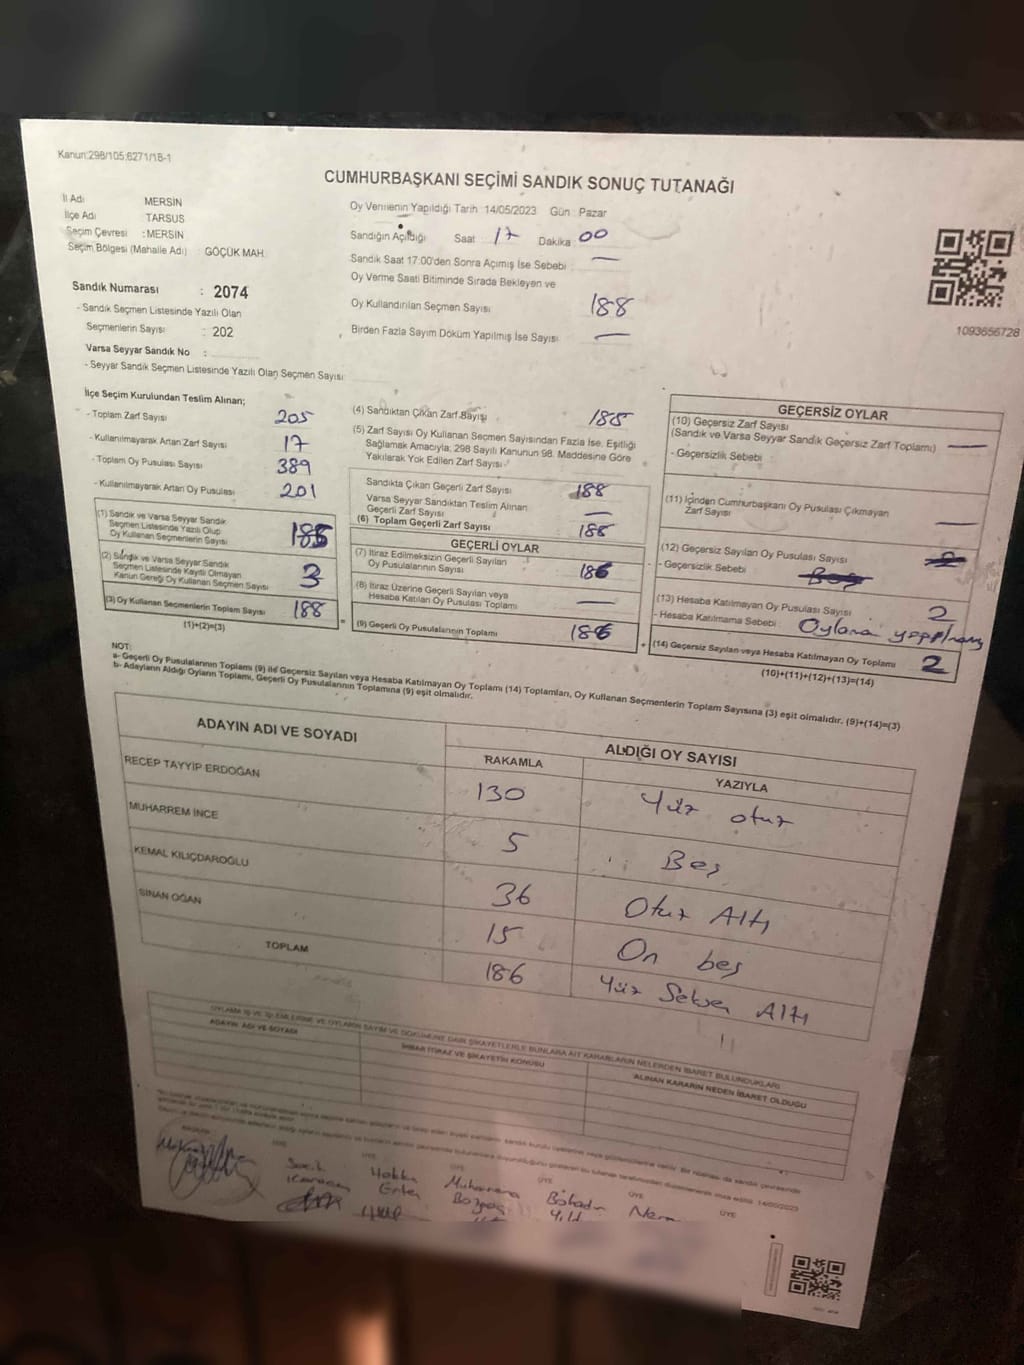 Kanun:298/105;6271/18-1
CUMHURBAŞKANI SEÇİMİ SANDIK SONUÇ TUTANAĞI
İl Adı MERSİN
İlçe Adı TARSUS
Seçim Çevresi : MERSİN
Seçim Bölgesi (Mahalle Adı) : GÖÇÜK MAH.
Oy Vermenin Yapıldığı Tarih 14/05/2023 Gün : Pazar
Sandığın Açıldığı Saat : 17 Dakika : 00
Sandık Saat 17:00'den Sonra Açımış İse Sebebi : —
Oy Verme Saati Bitiminde Sırada Bekleyen ve
Oy Kullandırılan Seçmen Sayısı 188
Birden Fazla Sayım Döküm Yapılmış İse Sayısı —
Sandık Numarası : 2074
- Sandık Seçmen Listesinde Yazılı Olan
Seçmenlerin Sayısı : 202
Varsa Seyyar Sandık No :
- Seyyar Sandık Seçmen Listesinde Yazılı Olan Seçmen Sayısı:
1093656728
İlçe Seçim Kurulundan Teslim Alınan;
- Toplam Zarf Sayısı 205
- Kullanılmayarak Artan Zarf Sayısı 17
- Toplam Oy Pusulası Sayısı 389
- Kullanılmayarak Artan Oy Pusulası 201
(1) Sandık ve Varsa Seyyar Sandık
Seçmen Listesinde Yazılı Olup
Oy Kullanan Seçmenlerin Sayısı 185
(2) Sandık ve Varsa Seyyar Sandık
Seçmen Listesinde Kayıtlı Olmayan
Kanun Gereği Oy Kullanan Seçmen Sayısı 3
(3) Oy Kullanan Seçmenlerin Toplam Sayısı 188
(1)+(2)=(3)
(4) Sandıktan Çıkan Zarf Sayısı 188
(5) Zarf Sayısı Oy Kullanan Seçmen Sayısından Fazla İse, Eşitliği
Sağlamak Amacıyla, 298 Sayılı Kanunun 98. Maddesine Göre
Yakılarak Yok Edilen Zarf Sayısı
Sandıkta Çıkan Geçerli Zarf Sayısı 188
Varsa Seyyar Sandıktan Teslim Alınan
Geçerli Zarf Sayısı —
(6) Toplam Geçerli Zarf Sayısı 188
GEÇERLİ OYLAR
(7) İtiraz Edilmeksizin Geçerli Sayılan
Oy Pusulalarının Sayısı 186
(8) İtiraz Üzerine Geçerli Sayılan veya
Hesaba Katılan Oy Pusulası Toplamı —
(9) Geçerli Oy Pusulalarının Toplamı 186
GEÇERSİZ OYLAR
(10) Geçersiz Zarf Sayısı
(Sandık ve Varsa Seyyar Sandık Geçersiz Zarf Toplamı) —
- Geçersizlik Sebebi :
(11) İçinden Cumhurbaşkanı Oy Pusulası Çıkmayan
Zarf Sayısı —
(12) Geçersiz Sayılan Oy Pusulası Sayısı
- Geçersizlik Sebebi : Boş
(13) Hesaba Katılmayan Oy Pusulası Sayısı 2
- Hesaba Katılmama Sebebi : Oylama
(14) Geçersiz Sayılan veya Hesaba Katılmayan Oy Toplamı 2
(10)+(11)+(12)+(13)=(14)
NOT:
a- Geçerli Oy Pusulalarının Toplamı (9) ile Geçersiz Sayılan veya Hesaba Katılmayan Oy Toplamı (14) Toplamları, Oy Kullanan Seçmenlerin Toplam Sayısına (3) eşit olmalıdır. (9)+(14)=(3)
b- Adayların Aldığı Oyların Toplamı, Geçerli Oy Pusulalarının Toplamına (9) eşit olmalıdır.
ADAYIN ADI VE SOYADI
ALDIĞI OY SAYISI
RAKAMLA YAZIYLA
RECEP TAYYİP ERDOĞAN 130 Yüz otuz
MUHARREM İNCE 5 Beş
KEMAL KILIÇDAROĞLU 36 Otuz Altı
SİNAN OĞAN 15 On beş
TOPLAM 186 Yüz Seksen Altı
OYLAMA İŞ VE İŞLEMLERİNE VE OYLARIN SAYIM VE DÖKÜMÜNE DAİR ŞİKAYETLERLE BUNLARA AİT KARARLARIN NELERDEN İBARET BULUNDUKLARI
ADAYIN ADI VE SOYADI
İHBAR İTİRAZ VE ŞİKAYETİN KONUSU
ALINAN KARARIN NEDEN İBARET OLDUĞU
14/05/2023
BAŞKAN ÜYE ÜYE ÜYE ÜYE ÜYE ÜYE
Hakkı